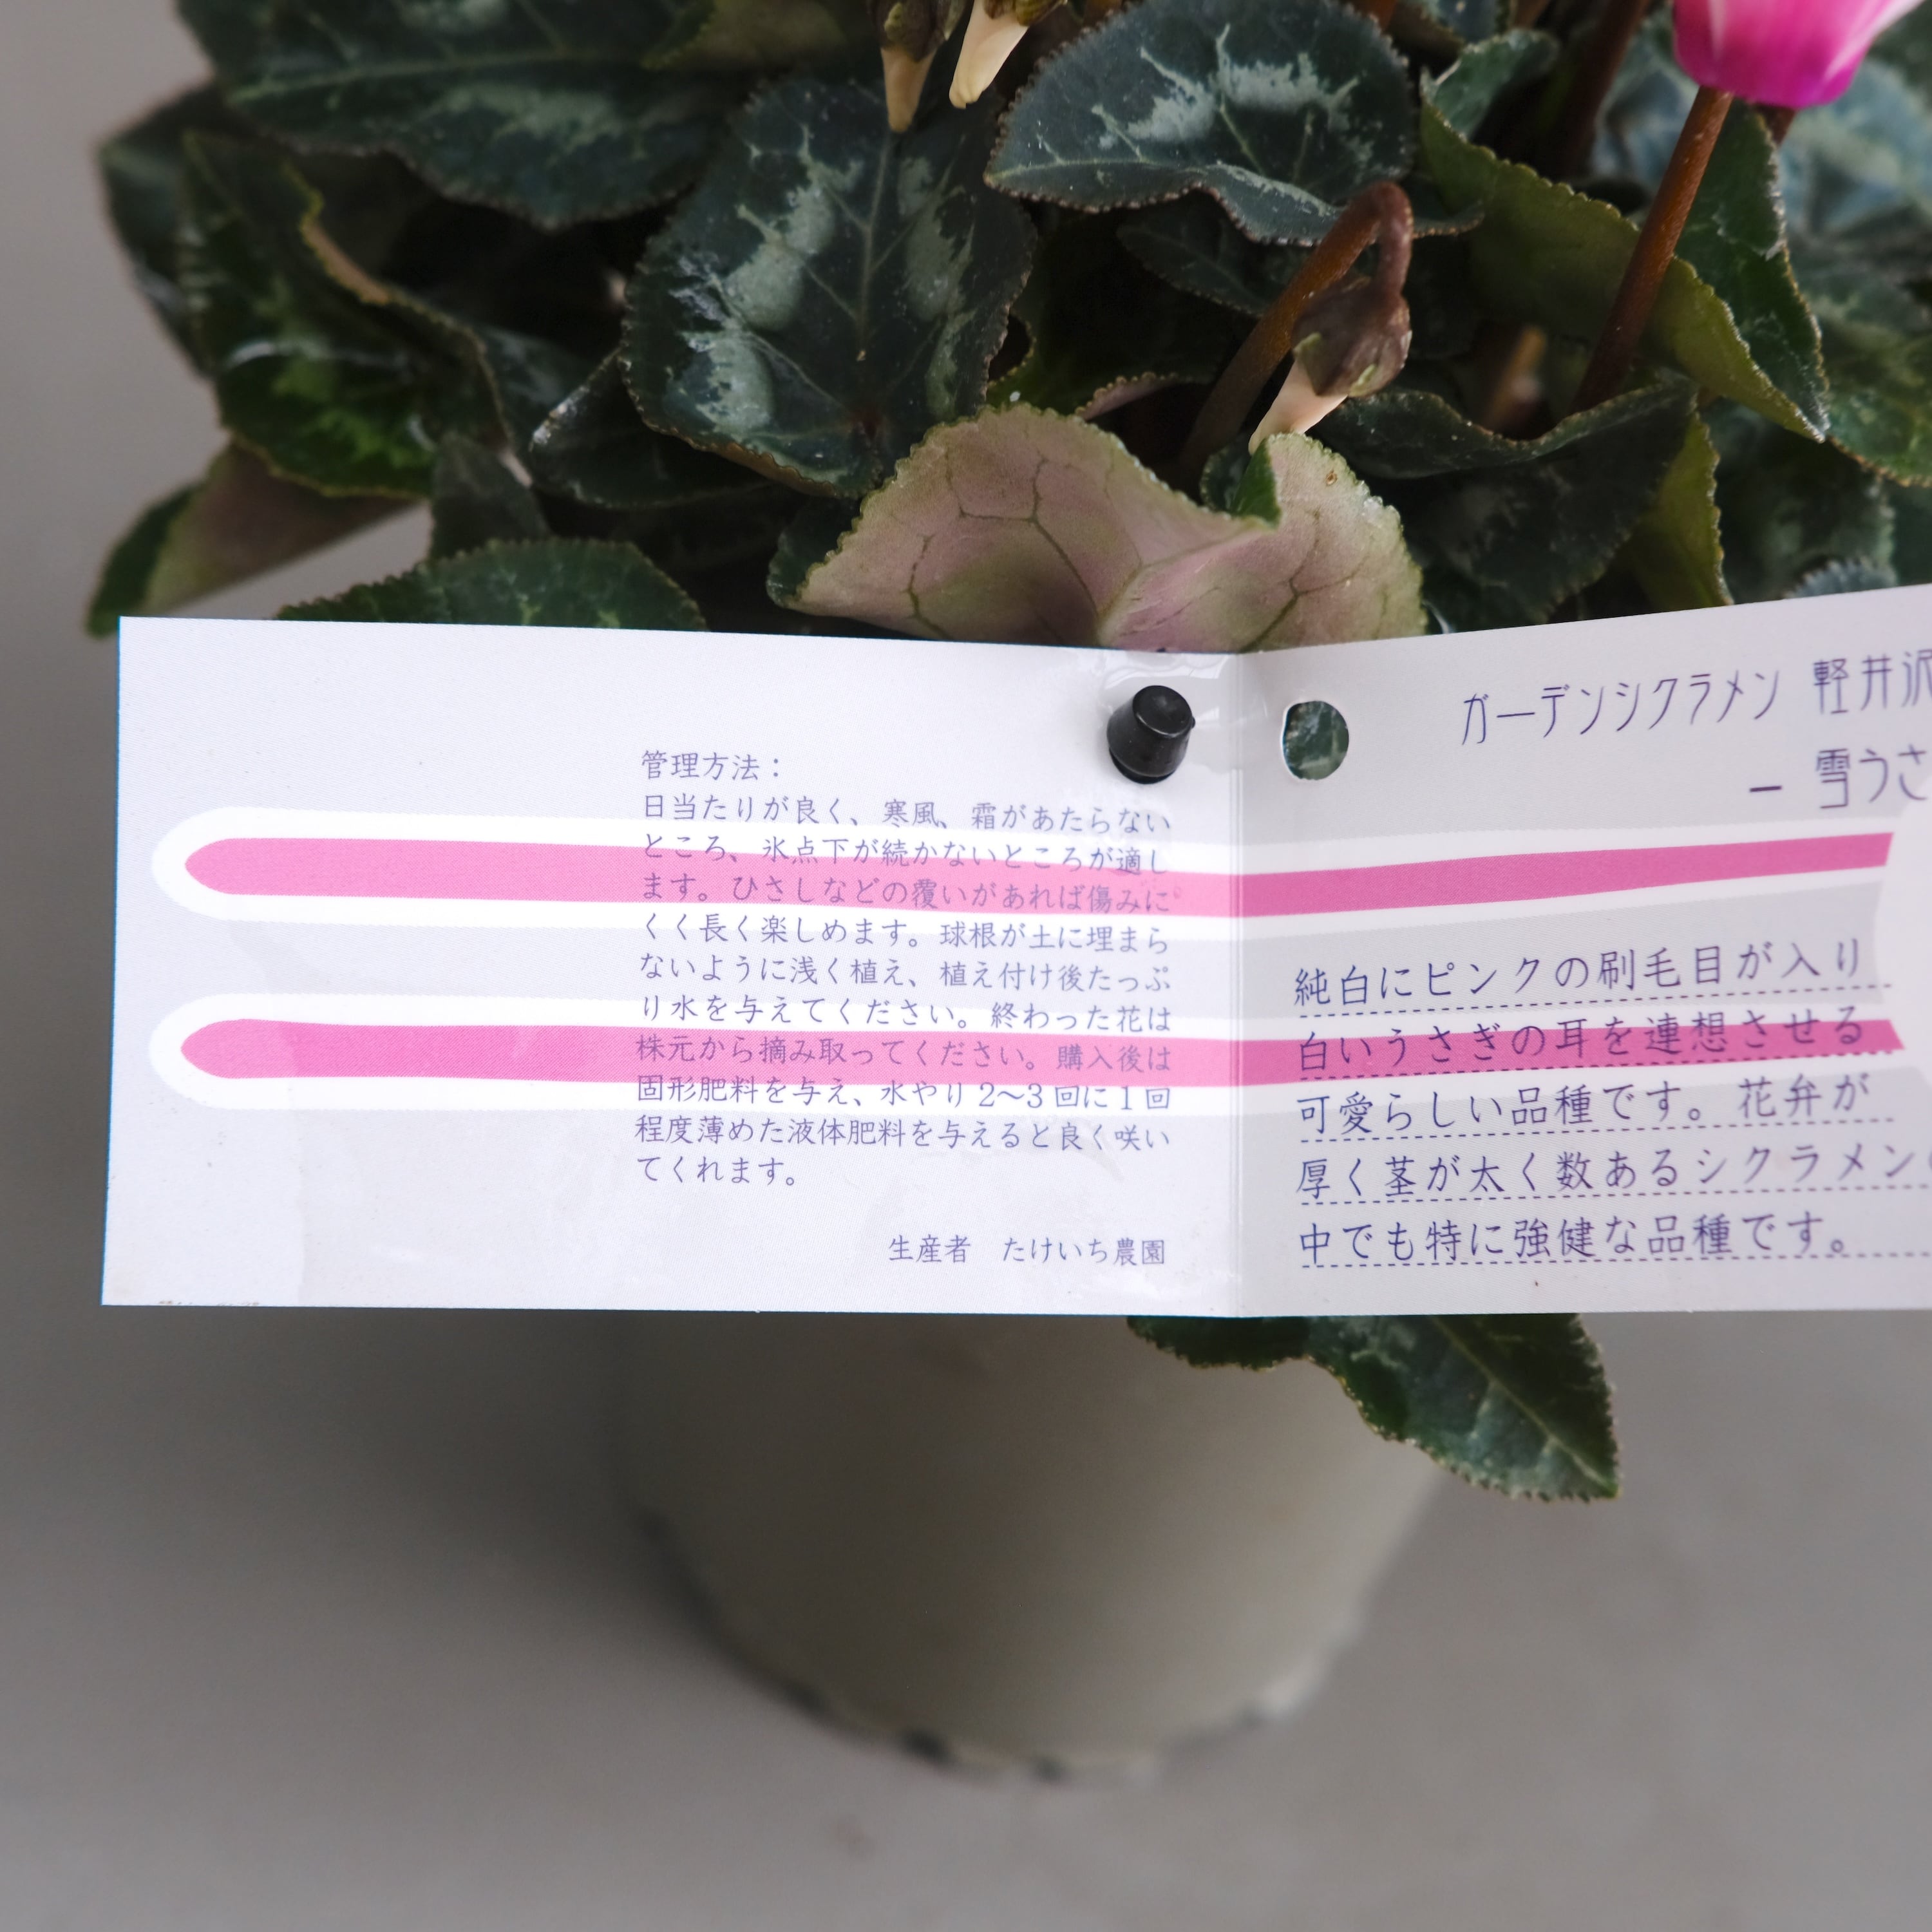 管理方法：
日当たりが良く、寒風、霜があたらない
ところ、氷点下が続かないところが適し
ます。ひさしなどの覆いがあれば傷みに
くく長く楽しめます。球根が土に埋まら
ないように浅く植え、植え付け後たっぷ
り水を与えてください。終わった花は
株元から摘み取ってください。購入後は
固形肥料を与え、水やり2～3回に1回
程度薄めた液体肥料を与えると良く咲い
てくれます。
生産者　たけいち農園
ガーデンシクラメン 軽井沢
– 雪うさ
純白にピンクの刷毛目が入り
白いうさぎの耳を連想させる
可愛らしい品種です。花弁が
厚く茎が太く数あるシクラメン
中でも特に強健な品種です。